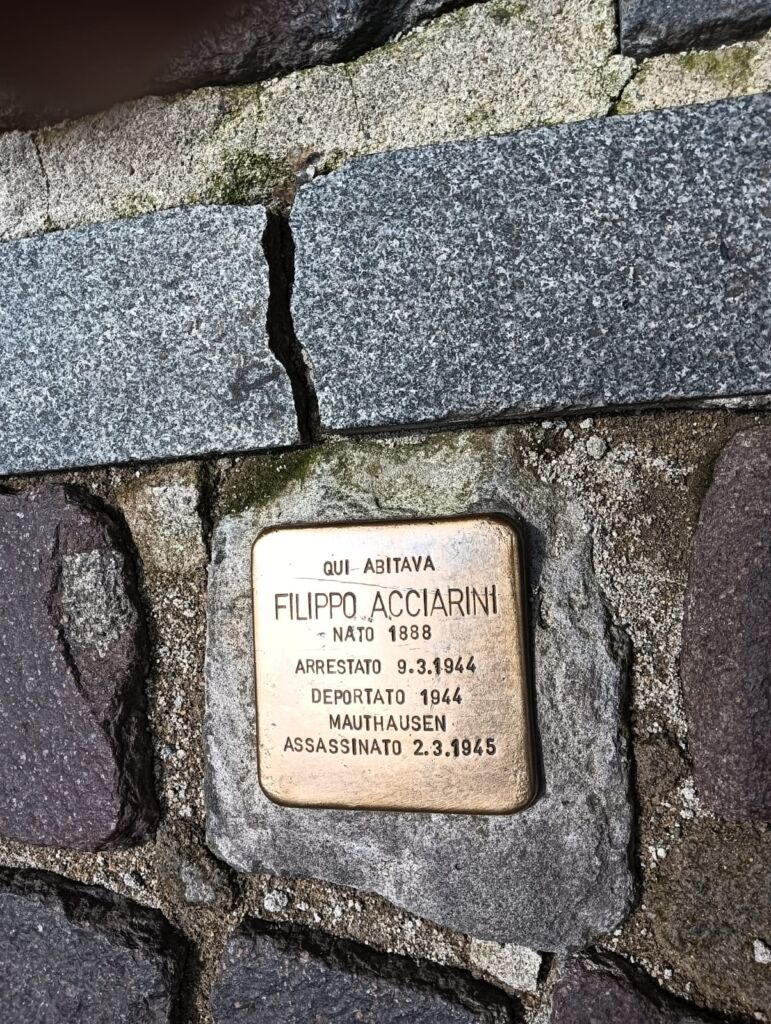 QUI ABITAVA
FILIPPO ACCIARINI
NATO 1888
ARRESTATO 9.3.1944
DEPORTATO 1944
MAUTHAUSEN
ASSASSINATO 2.3.1945